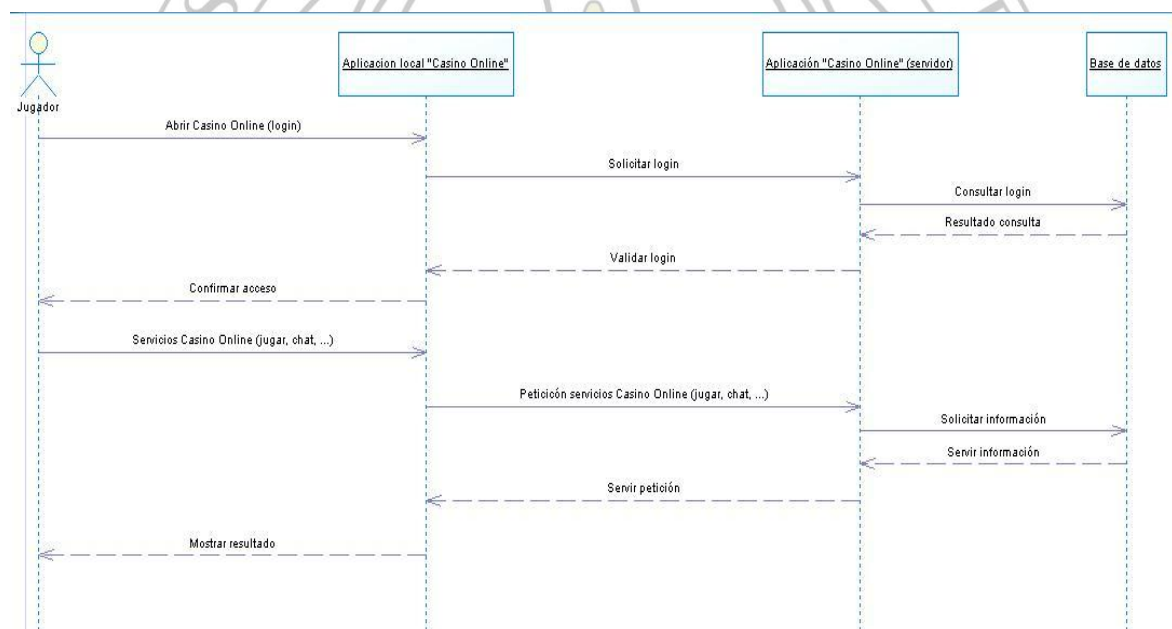 Aplicacion local "Casino Online"
Aplicación "Casino Online" (servidor)
Base de datos
Jugador
Abrir Casino Online (login)
Solicitar login
Consultar login
Resultado consulta
Validar login
Confirmar acceso
Servicios Casino Online (jugar, chat, ...)
Peticicón servicios Casino Online (jugar, chat, ...)
Solicitar información
Servir información
Servir petición
Mostrar resultado